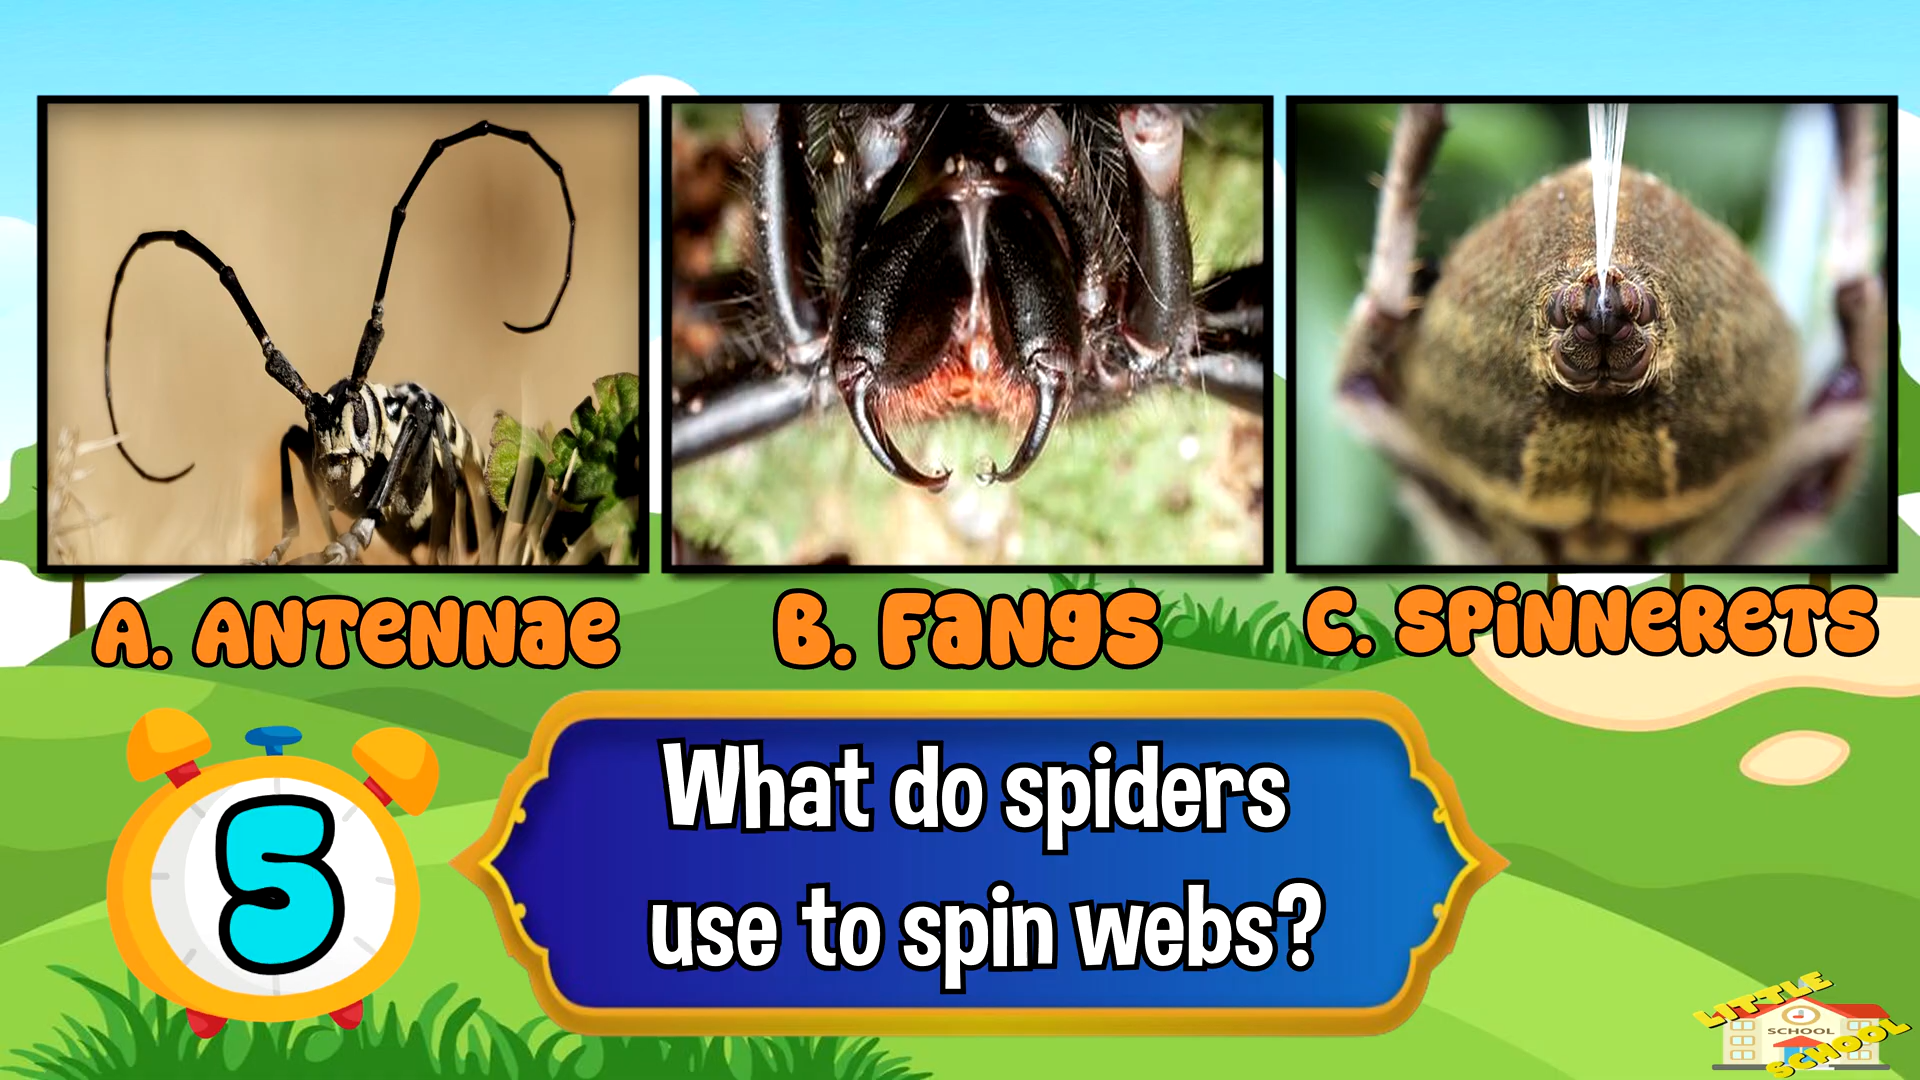 A. ANTENNAE
B. FANGS
C. SPINNERETS
5
What do spiders
use to spin webs?
LITTLE
SCHOOL
SCHOOL